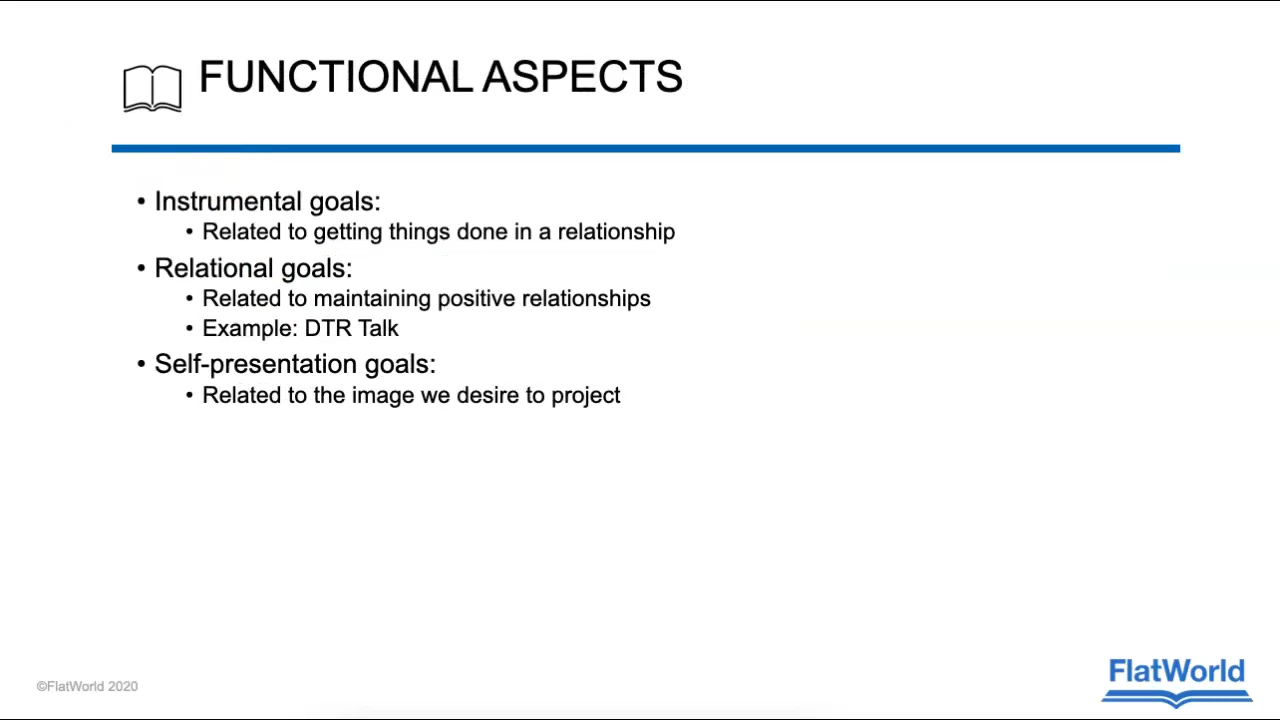 FUNCTIONAL ASPECTS
• Instrumental goals:
• Related to getting things done in a relationship
• Relational goals:
• Related to maintaining positive relationships
• Example: DTR Talk
• Self-presentation goals:
• Related to the image we desire to project
©FlatWorld 2020
FlatWorld